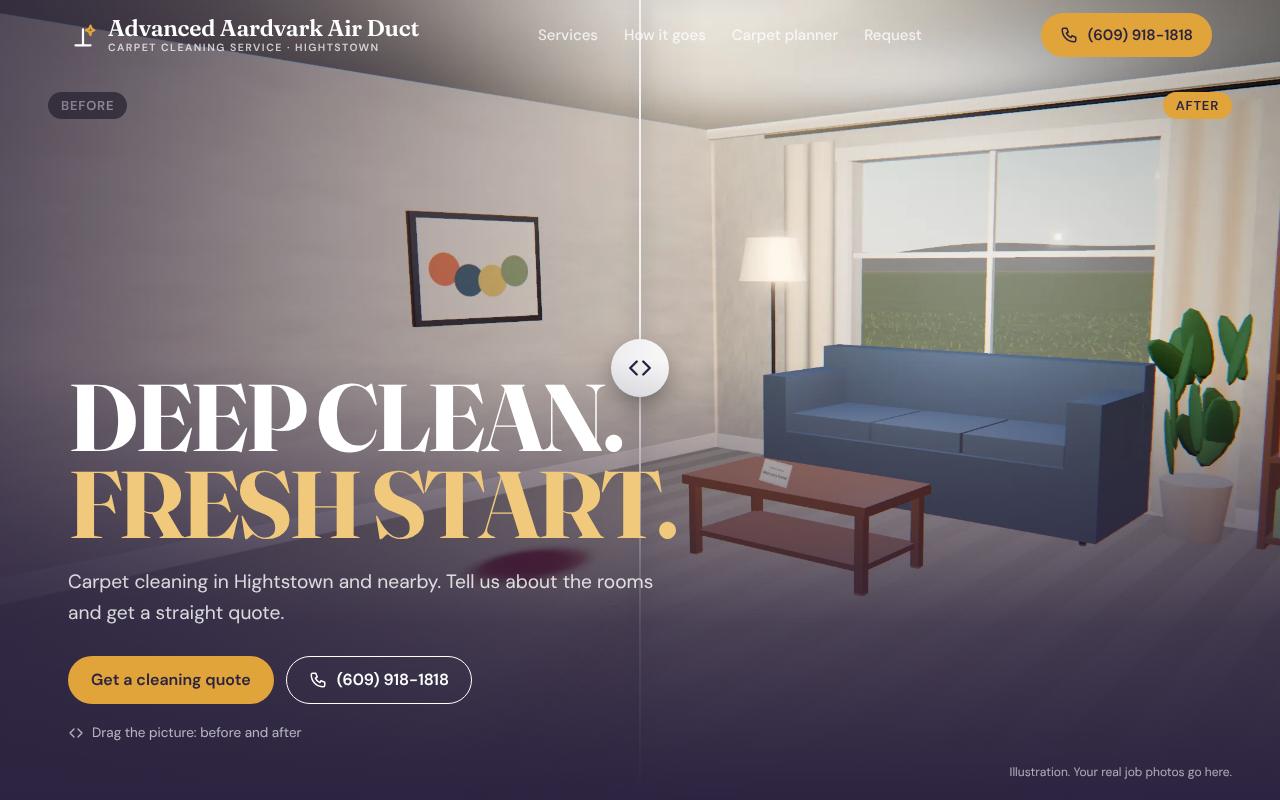 Advanced Aardvark Air Duct
CARPET CLEANING SERVICE · HIGHTSTOWN
Services
How it goes
Carpet planner
Request
(609) 918-1818
BEFORE
AFTER
DEEP CLEAN.
FRESH START.
Carpet cleaning in Hightstown and nearby. Tell us about the rooms
and get a straight quote.
Get a cleaning quote
(609) 918-1818
Drag the picture: before and after
Illustration. Your real job photos go here.